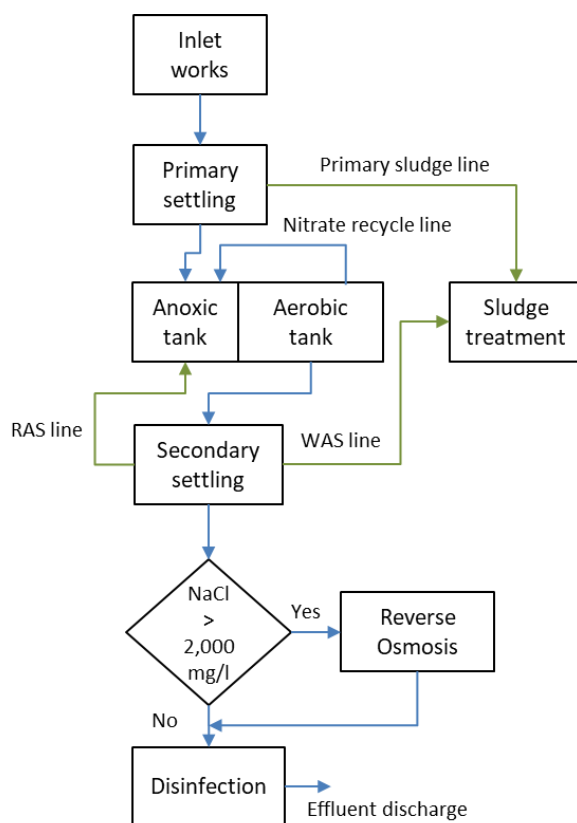 Inlet
works
Primary
settling
Primary sludge line
Nitrate recycle line
Anoxic
tank
Aerobic
tank
Sludge
treatment
RAS line
WAS line
Secondary
settling
NaCl
>
2,000
mg/l
Yes
Reverse
Osmosis
No
Disinfection
Effluent discharge